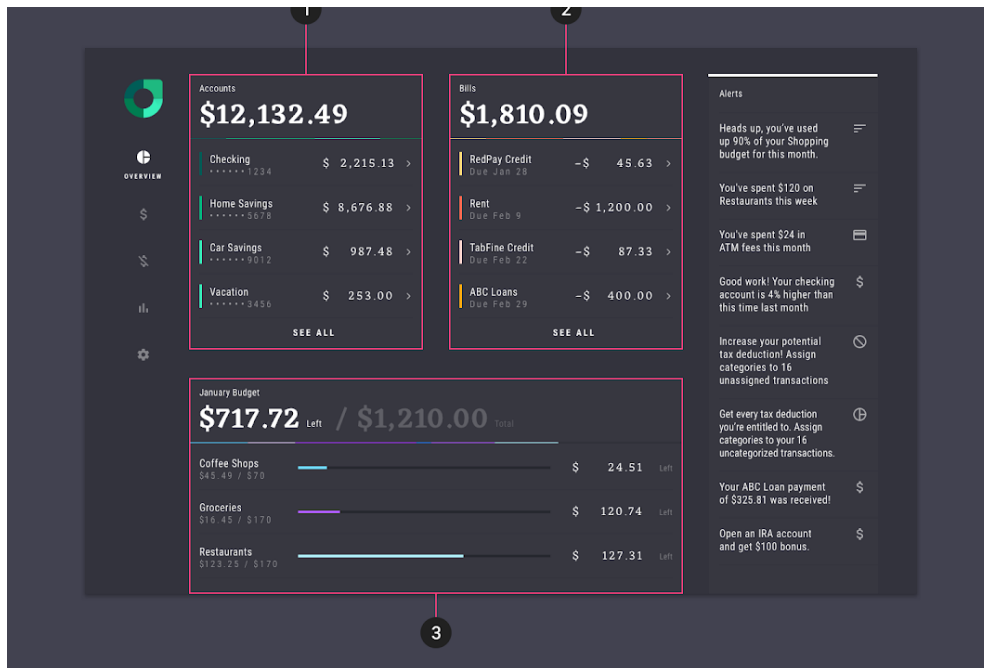 1
2
Accounts
$12,132.49
Checking $ 2,215.13
••••••1234
Home Savings $ 8,676.88
••••••5678
Car Savings $ 987.48
••••••9012
Vacation $ 253.00
••••••3456
SEE ALL
Bills
$1,810.09
RedPay Credit –$ 45.63
Due Jan 28
Rent –$ 1,200.00
Due Feb 9
TabFine Credit –$ 87.33
Due Feb 22
ABC Loans –$ 400.00
Due Feb 29
SEE ALL
OVERVIEW
January Budget
$717.72 Left / $1,210.00 Total
Coffee Shops $ 24.51 Left
$45.49 / $70
Groceries $ 120.74 Left
$16.45 / $170
Restaurants $ 127.31 Left
$123.25 / $170
3
Alerts
Heads up, you've used
up 90% of your Shopping
budget for this month.
You've spent $120 on
Restaurants this week
You've spent $24 in
ATM fees this month
Good work! Your checking
account is 4% higher than
this time last month
Increase your potential
tax deduction! Assign
categories to 16
unassigned transactions
Get every tax deduction
you're entitled to. Assign
categories to your 16
uncategorized transactions.
Your ABC Loan payment
of $325.81 was received!
Open an IRA account
and get $100 bonus.